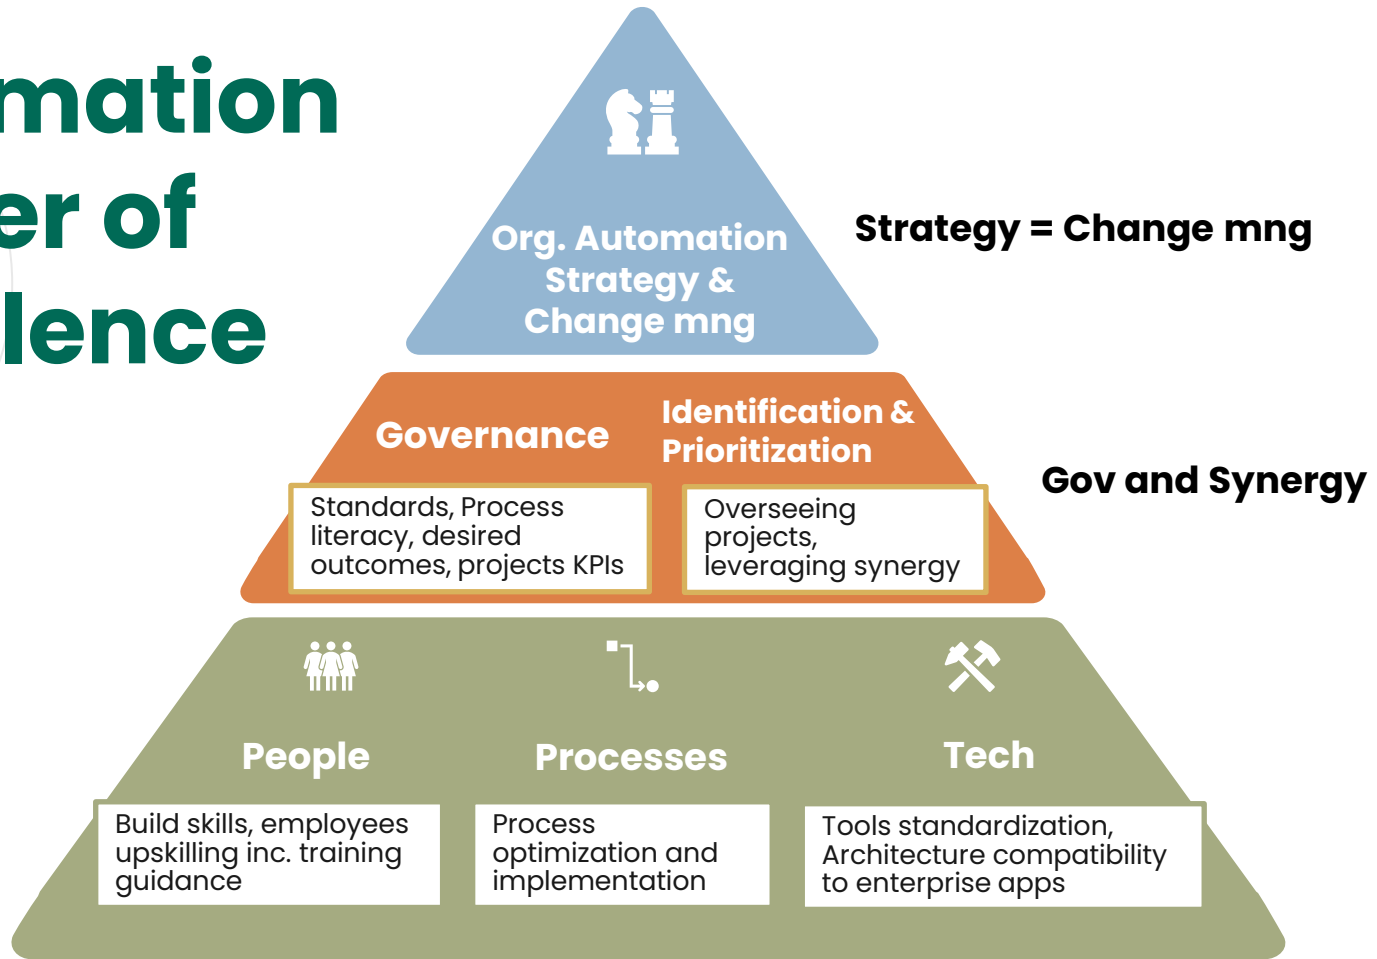 mation
er of
lence
Org. Automation
Strategy &
Change mng
Strategy = Change mng
Governance
Identification &
Prioritization
Gov and Synergy
Standards, Process
literacy, desired
outcomes, projects KPIs
Overseeing
projects,
leveraging synergy
People
Processes
Tech
Build skills, employees
upskilling inc. training
guidance
Process
optimization and
implementation
Tools standardization,
Architecture compatibility
to enterprise apps